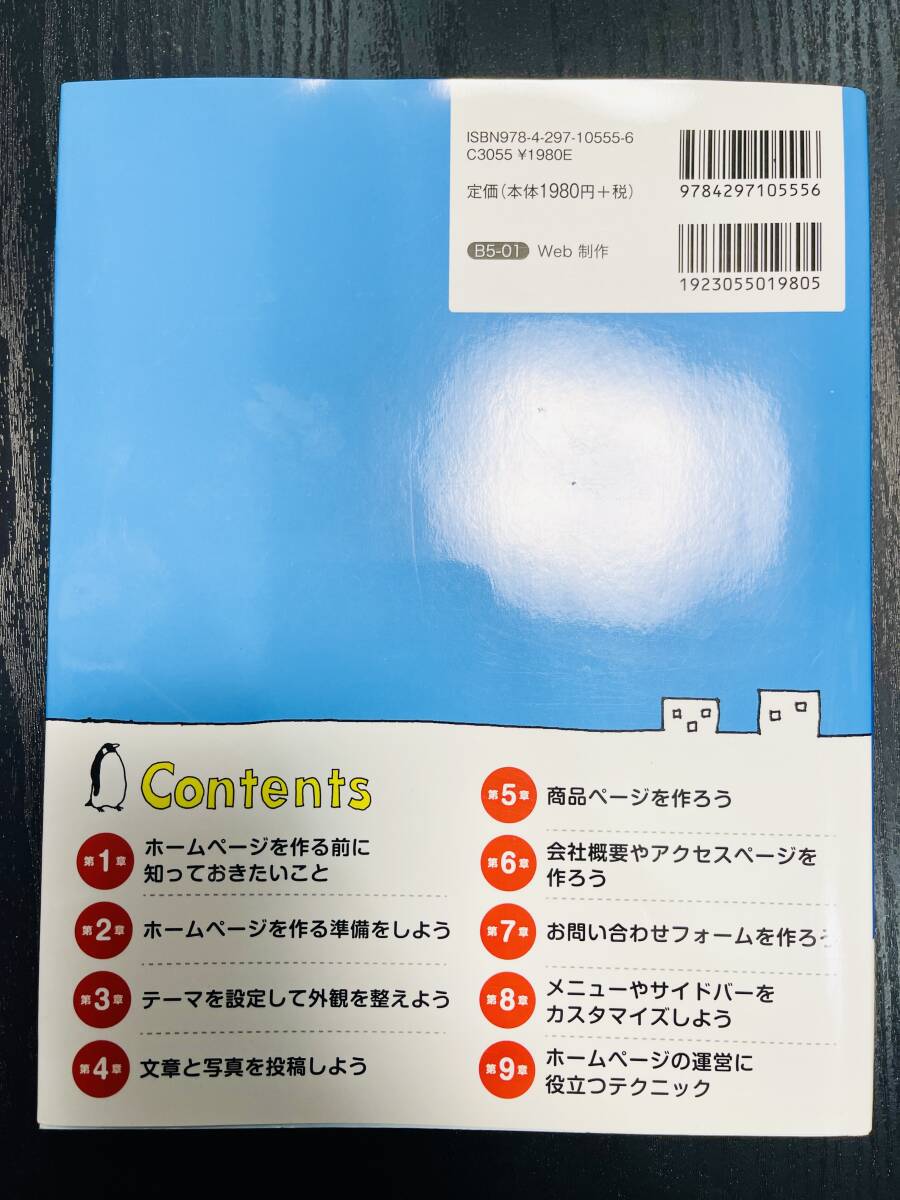 ISBN978-4-297-10555-6
C3055 ¥1980E
定価(本体1980円+税)
9784297105556
B5-01 Web 制作
1923055019805
Contents
第1章 ホームページを作る前に
知っておきたいこと
第2章 ホームページを作る準備をしよう
第3章 テーマを設定して外観を整えよう
第4章 文章と写真を投稿しよう
第5章 商品ページを作ろう
第6章 会社概要やアクセスページを
作ろう
第7章 お問い合わせフォームを作ろう
第8章 メニューやサイドバーを
カスタマイズしよう
第9章 ホームページの運営に
役立つテクニック